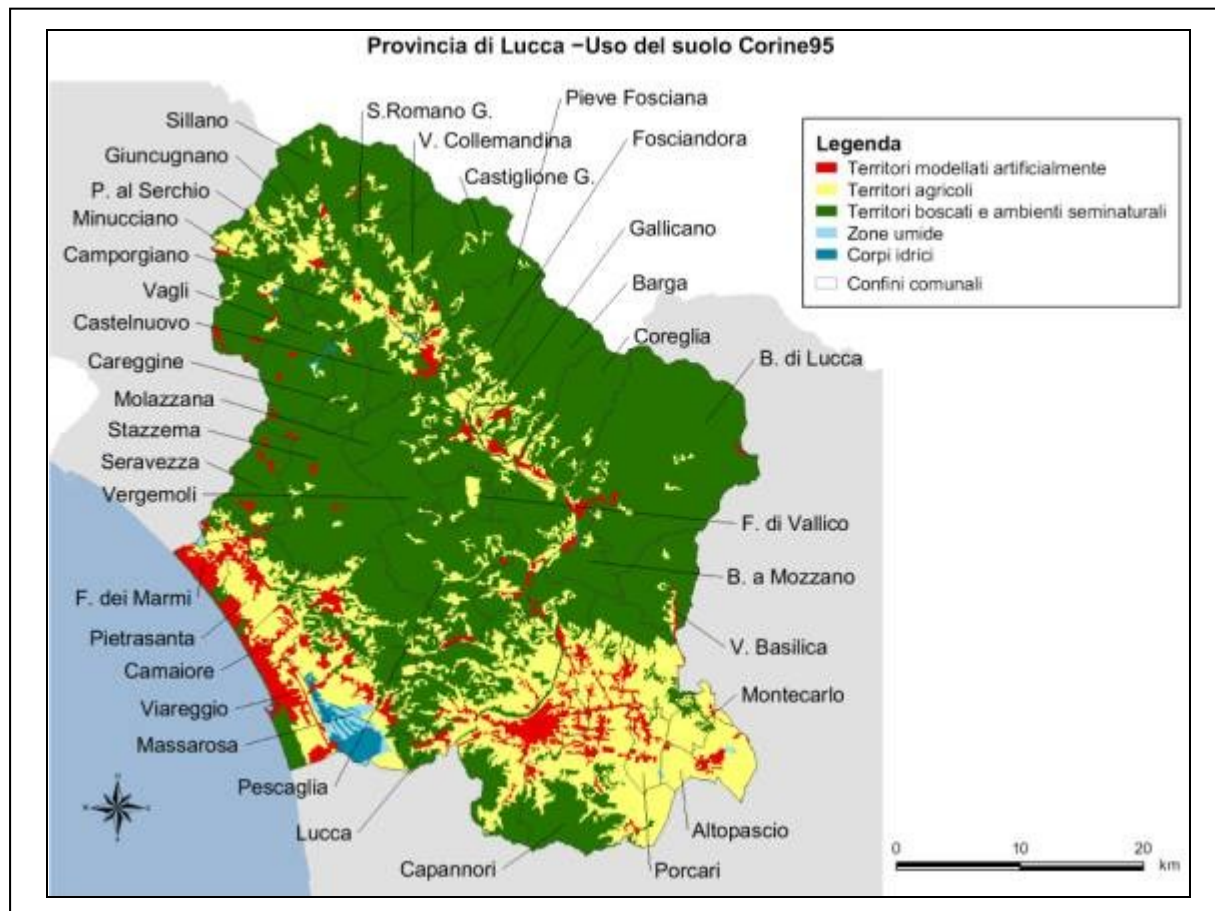 Provincia di Lucca −Uso del suolo Corine95
Sillano
Giuncugnano
P. al Serchio
Minucciano
Camporgiano
Vagli
Castelnuovo
Careggine
Molazzana
Stazzema
Seravezza
Vergemoli
F. dei Marmi
Pietrasanta
Camaiore
Viareggio
Massarosa
Pescaglia
Lucca
Capannori
Porcari
Altopascio
Montecarlo
V. Basilica
B. a Mozzano
F. di Vallico
B. di Lucca
Coreglia
Barga
Gallicano
Fosciandora
Pieve Fosciana
Castiglione G.
V. Collemandina
S.Romano G.
Legenda
Territori modellati artificialmente
Territori agricoli
Territori boscati e ambienti seminaturali
Zone umide
Corpi idrici
Confini comunali
0 10 20
km